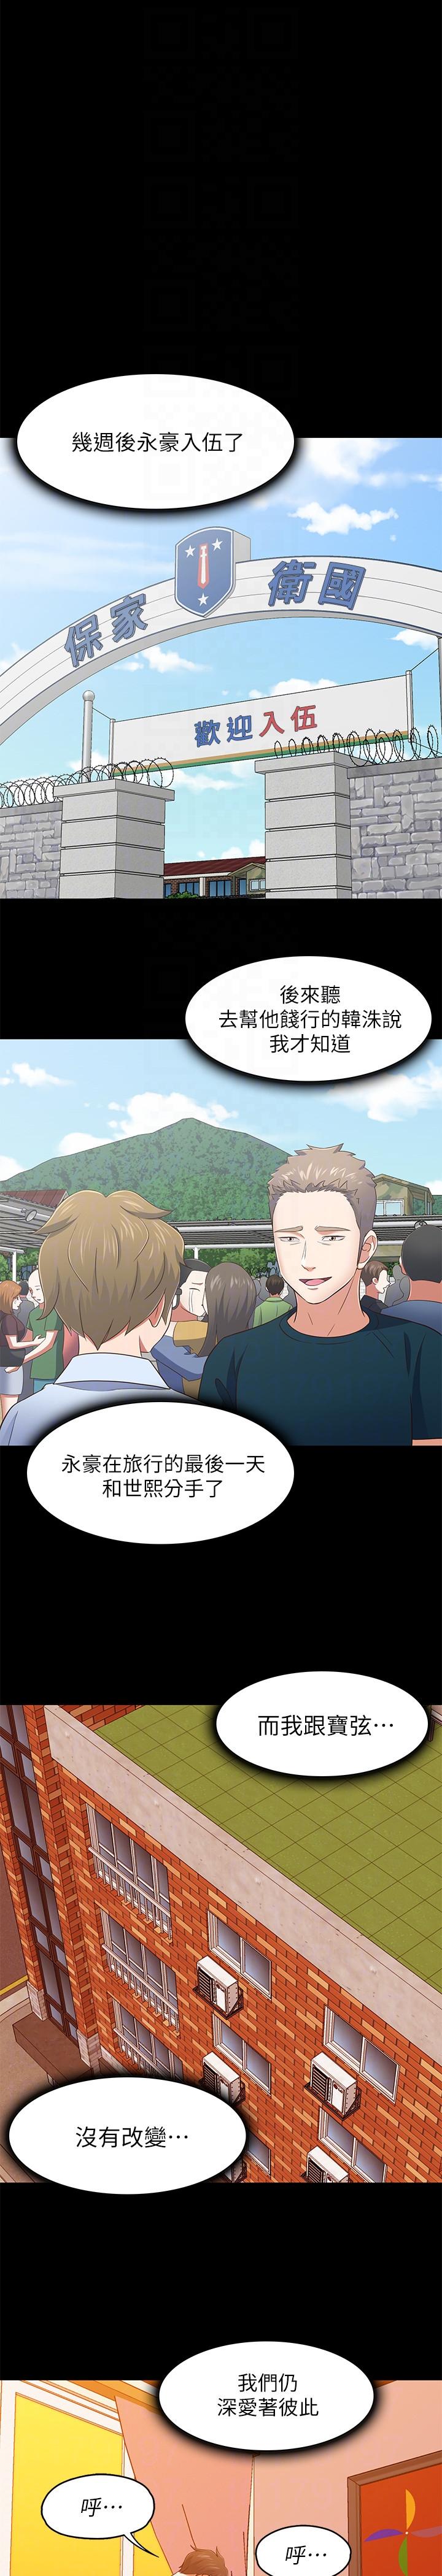 幾週後永豪入伍了
保家 衛國
歡迎入伍
後來聽
去幫他餞行的韓洙說
我才知道
永豪在旅行的最後一天
和世熙分手了
而我跟寶弦…
沒有改變…
我們仍
深愛著彼此
呼…
呼…